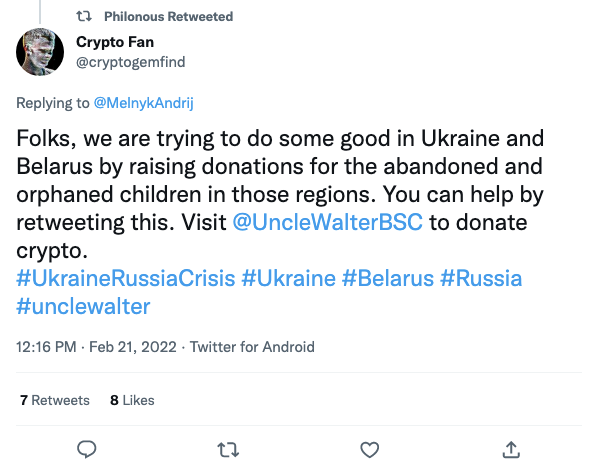 Philonous Retweeted
Crypto Fan
@cryptogemfind
Replying to @MelnykAndrij
Folks, we are trying to do some good in Ukraine and
Belarus by raising donations for the abandoned and
orphaned children in those regions. You can help by
retweeting this. Visit @UncleWalterBSC to donate
crypto.
#UkraineRussiaCrisis #Ukraine #Belarus #Russia
#unclewalter
12:16 PM · Feb 21, 2022 · Twitter for Android
7 Retweets 8 Likes